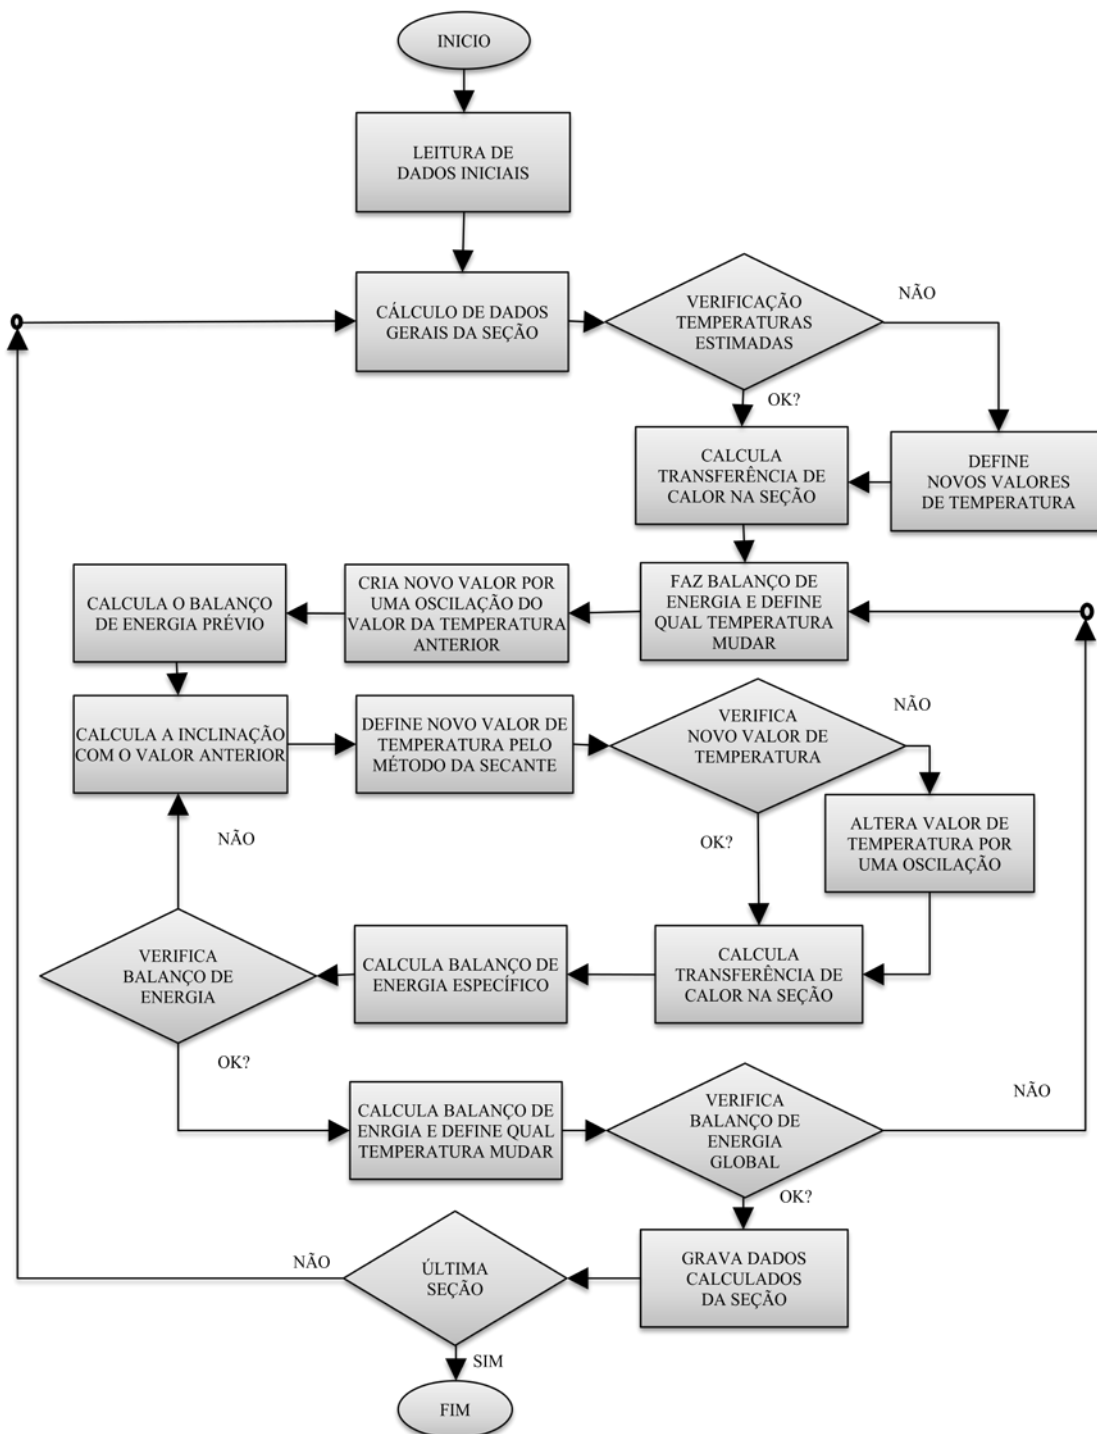 INICIO
LEITURA DE
DADOS INICIAIS
CÁLCULO DE DADOS
GERAIS DA SEÇÃO
VERIFICAÇÃO
TEMPERATURAS
ESTIMADAS
NÃO
OK?
CALCULA
TRANSFERÊNCIA DE
CALOR NA SEÇÃO
DEFINE
NOVOS VALORES
DE TEMPERATURA
FAZ BALANÇO DE
ENERGIA E DEFINE
QUAL TEMPERATURA
MUDAR
CRIA NOVO VALOR POR
UMA OSCILAÇÃO DO
VALOR DA TEMPERATURA
ANTERIOR
CALCULA O BALANÇO
DE ENERGIA PRÉVIO
CALCULA A INCLINAÇÃO
COM O VALOR ANTERIOR
DEFINE NOVO VALOR DE
TEMPERATURA PELO
MÉTODO DA SECANTE
VERIFICA
NOVO VALOR DE
TEMPERATURA
NÃO
OK?
ALTERA VALOR DE
TEMPERATURA POR
UMA OSCILAÇÃO
CALCULA
TRANSFERÊNCIA DE
CALOR NA SEÇÃO
CALCULA BALANÇO DE
ENERGIA ESPECÍFICO
VERIFICA
BALANÇO DE
ENERGIA
NÃO
OK?
CALCULA BALANÇO DE
ENRGIA E DEFINE QUAL
TEMPERATURA MUDAR
VERIFICA
BALANÇO DE
ENERGIA
GLOBAL
NÃO
OK?
GRAVA DADOS
CALCULADOS
DA SEÇÃO
ÚLTIMA
SEÇÃO
NÃO
SIM
FIM